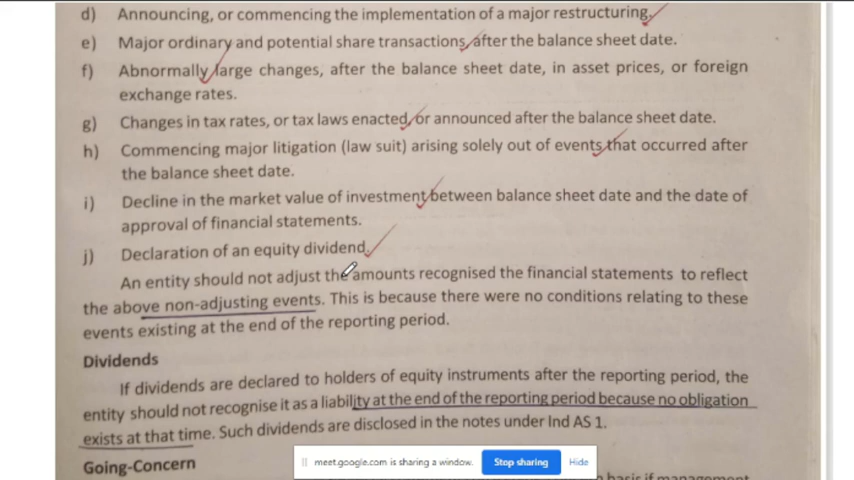 d) Announcing, or commencing the implementation of a major restructuring.
e) Major ordinary and potential share transactions, after the balance sheet date.
f) Abnormally large changes, after the balance sheet date, in asset prices, or foreign
exchange rates.
g) Changes in tax rates, or tax laws enacted, or announced after the balance sheet date.
h) Commencing major litigation (law suit) arising solely out of events that occurred after
the balance sheet date.
i) Decline in the market value of investment between balance sheet date and the date of
approval of financial statements.
j) Declaration of an equity dividend.
An entity should not adjust the amounts recognised the financial statements to reflect
the above non-adjusting events. This is because there were no conditions relating to these
events existing at the end of the reporting period.
Dividends
If dividends are declared to holders of equity instruments after the reporting period, the
entity should not recognise it as a liability at the end of the reporting period because no obligation
exists at that time. Such dividends are disclosed in the notes under Ind AS 1.
Going-Concern
basis if management
meet.google.com is sharing a window.
Stop sharing
Hide